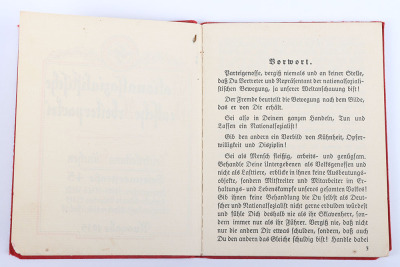 Vorwort.
Parteigenosse, vergiß niemals und an keiner Stelle,
daß Du Vertreter und Repräsentant der nationalsozia-
listischen Bewegung, ja unserer Weltanschauung bist!
Der Fremde beurteilt die Bewegung nach dem Bilde,
das er von Dir erhält.
Sei also in Deinem ganzen Handeln, Tun und
Lassen ein Nationalsozialist!
Gib den andern ein Vorbild von Kühnheit, Opfer-
willigkeit und Disziplin!
Sei als Mensch fleißig, arbeits- und genügsam.
Behandle Deine Untergebenen als Volksgenossen und
nicht als Lasttiere, erblicke in ihnen keine Ausbeutungs-
objekte, sondern Mitstreiter und Mitarbeiter im Er-
haltungs- und Lebenskampfe unseres gesamten Volkes!
Gib ihnen keine Behandlung die Du selbst als Deut-
scher und Nationalsozialist nicht gerne erdulden würdest
und fühle Dich deshalb nie als ihr Sklavenherr, son-
dern immer nur als ihr Führer. Vergiß nie, daß nicht
nur die andern Dir etwas schulden, sondern, daß auch
Du den andern das Gleiche schuldig bist! Handle dabei